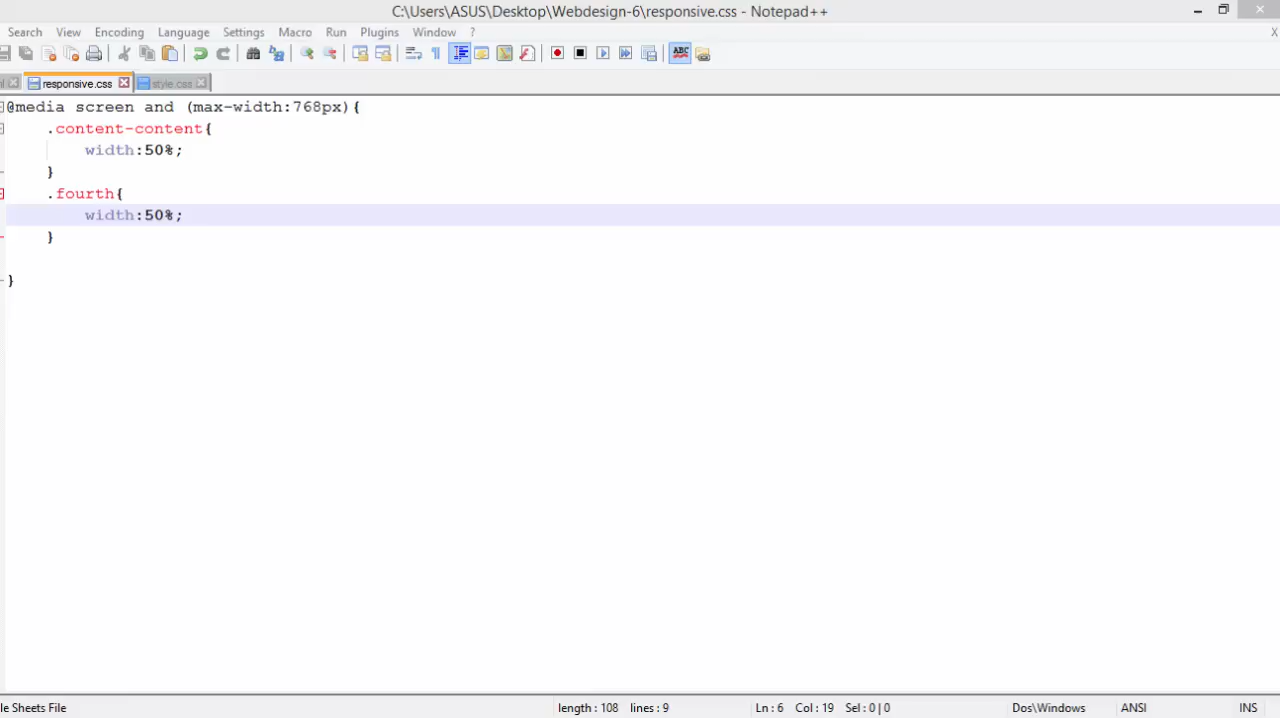 C:\Users\ASUS\Desktop\Webdesign-6\responsive.css - Notepad++
Search View Encoding Language Settings Macro Run Plugins Window ? X
responsive.css style.css
@media screen and (max-width:768px){
.content-content{
width:50%;
}
.fourth{
width:50%;
}
}
le Sheets File length : 108 lines : 9 Ln : 6 Col : 19 Sel : 0 | 0 Dos\Windows ANSI INS